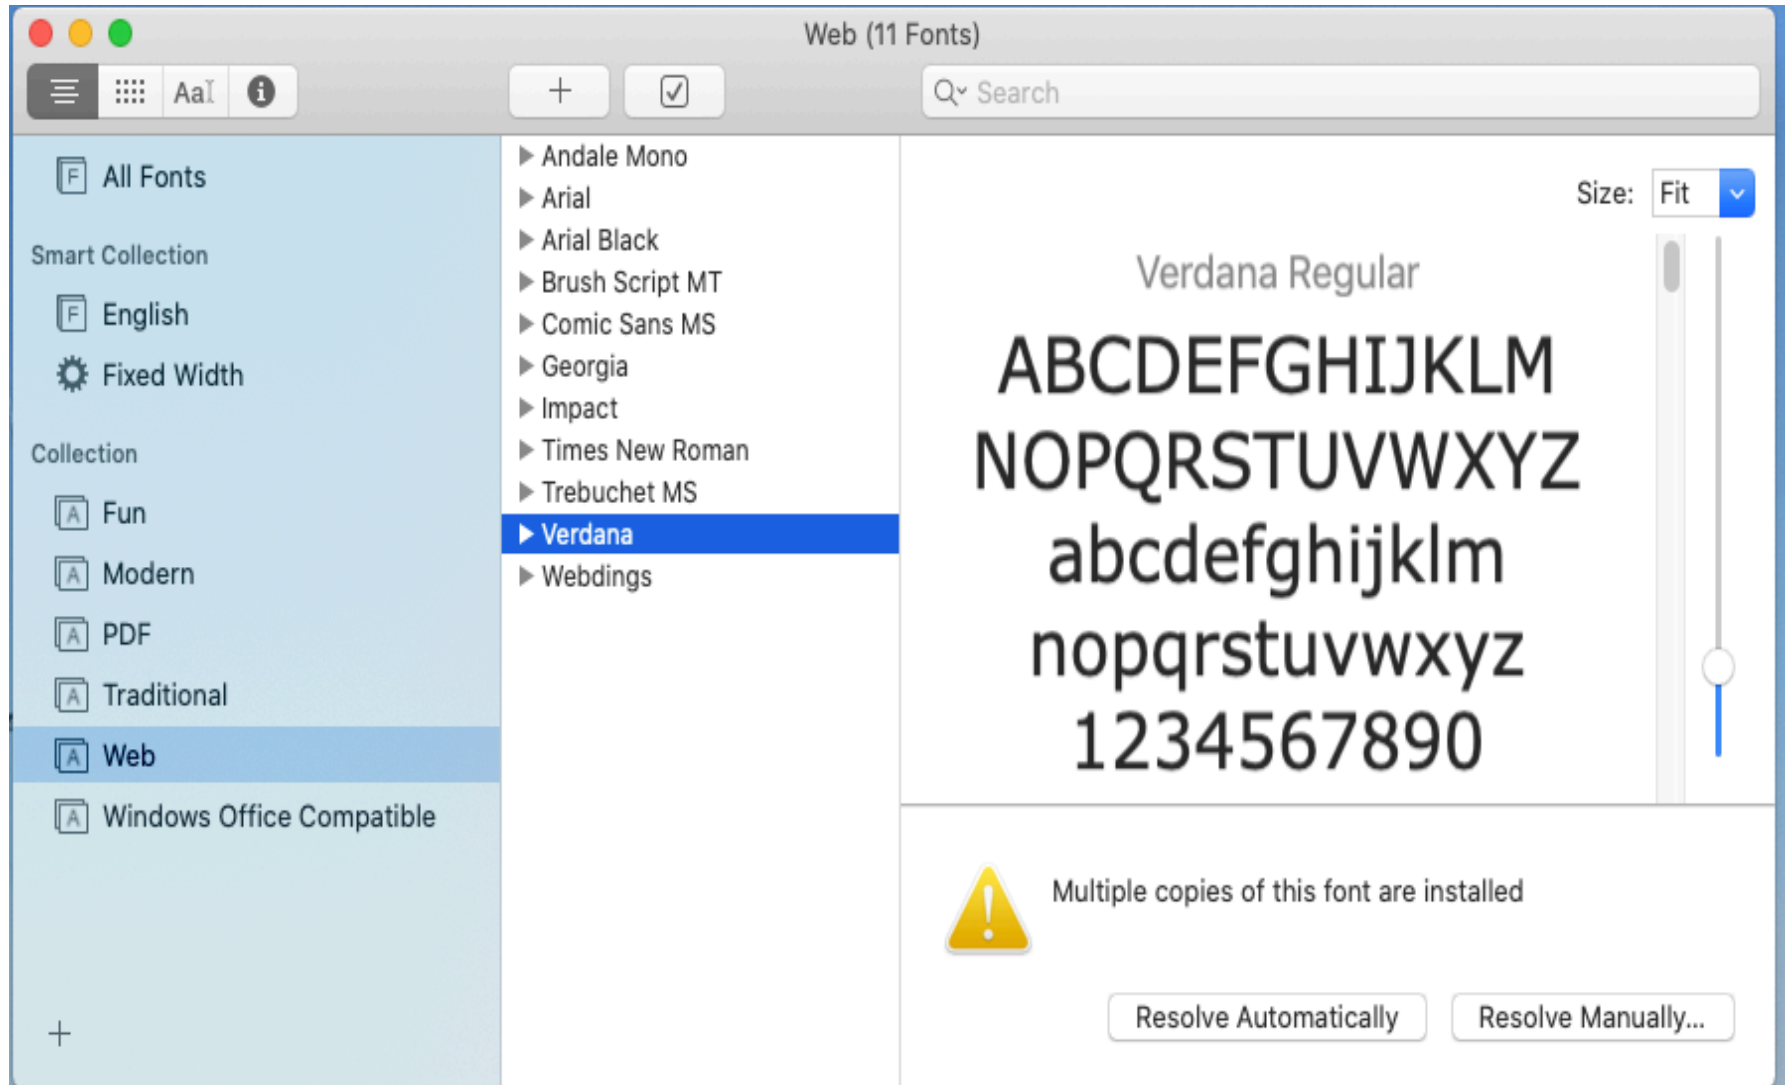 Web (11 Fonts)
Aa
Search
All Fonts
Smart Collection
English
Fixed Width
Collection
Fun
Modern
PDF
Traditional
Web
Windows Office Compatible
Andale Mono
Arial
Arial Black
Brush Script MT
Comic Sans MS
Georgia
Impact
Times New Roman
Trebuchet MS
Verdana
Webdings
Size: Fit
Verdana Regular
ABCDEFGHIJKLM
NOPQRSTUVWXYZ
abcdefghijklm
nopqrstuvwxyz
1234567890
Multiple copies of this font are installed
Resolve Automatically
Resolve Manually...